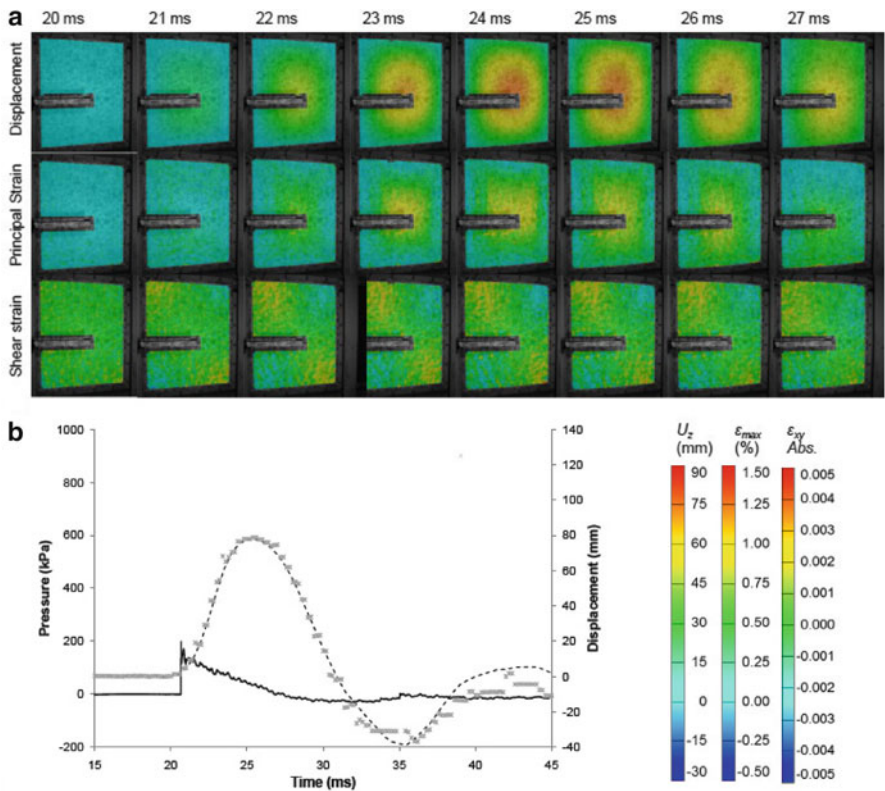 a
20 ms 21 ms 22 ms 23 ms 24 ms 25 ms 26 ms 27 ms
Displacement
Principal Strain
Shear strain
b
1000
800
600
400
200
0
-200
Pressure (kPa)
140
120
100
80
60
40
20
0
-20
-40
Displacement (mm)
15 20 25 30 35 40 45
Time (ms)
Uz εmax εxy
(mm) (%) Abs.
90 1.50 0.005
75 1.25 0.004
60 1.00 0.003
45 0.75 0.002
30 0.50 0.000
15 0.25 -0.001
0 0.00 -0.002
-15 -0.25 -0.003
-30 -0.50 -0.004
-0.005